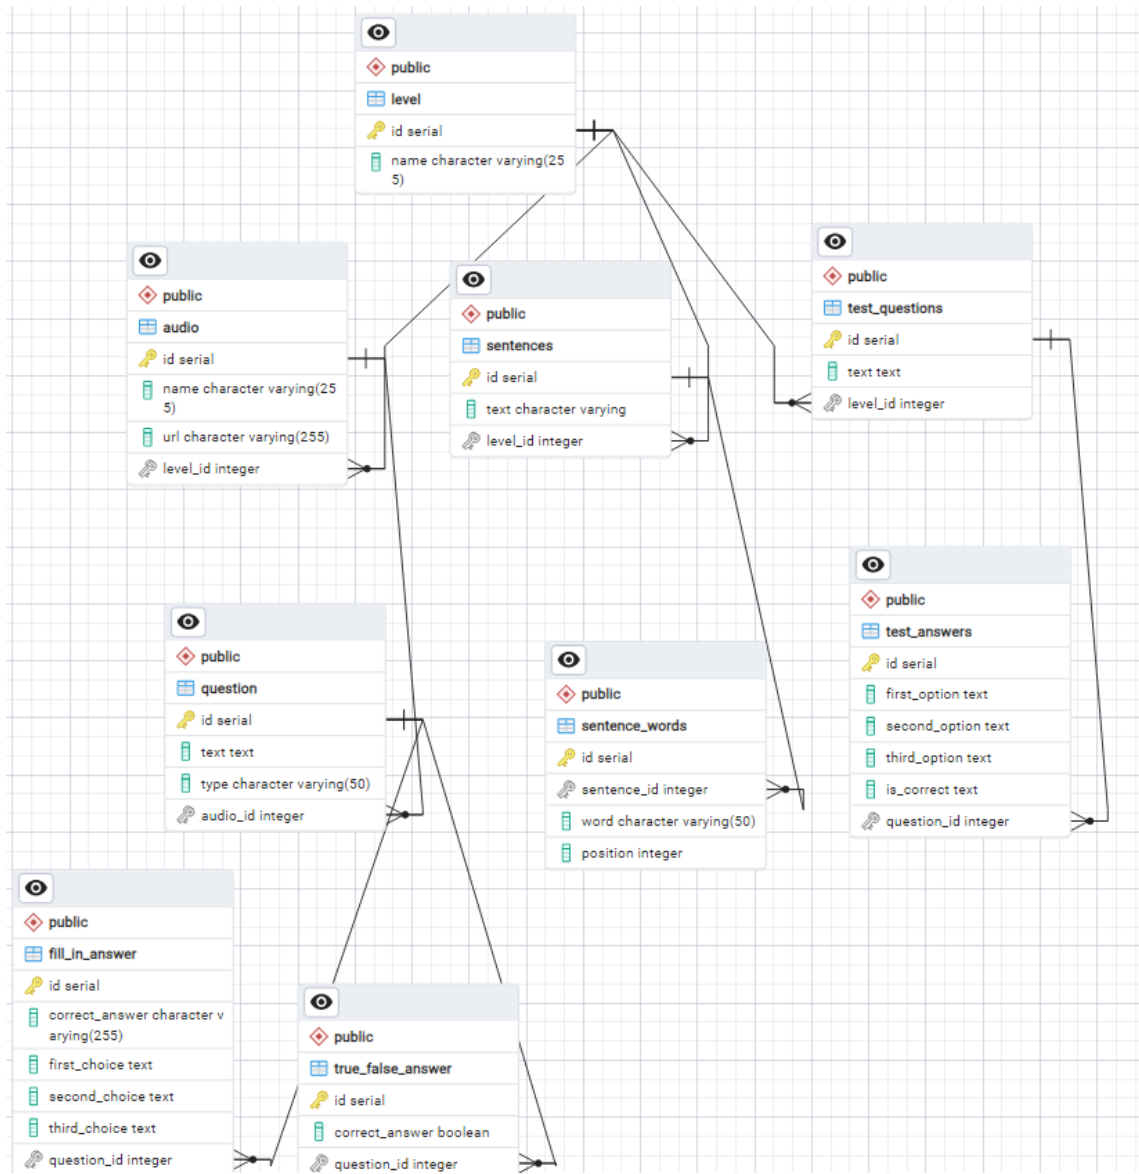 public
level
id serial
name character varying(25
5)
public
audio
id serial
name character varying(25
5)
url character varying(255)
level_id integer
public
sentences
id serial
text character varying
level_id integer
public
test_questions
id serial
text text
level_id integer
public
question
id serial
text text
type character varying(50)
audio_id integer
public
sentence_words
id serial
sentence_id integer
word character varying(50)
position integer
public
test_answers
id serial
first_option text
second_option text
third_option text
is_correct text
question_id integer
public
fill_in_answer
id serial
correct_answer character v
arying(255)
first_choice text
second_choice text
third_choice text
question_id integer
public
true_false_answer
id serial
correct_answer boolean
question_id integer